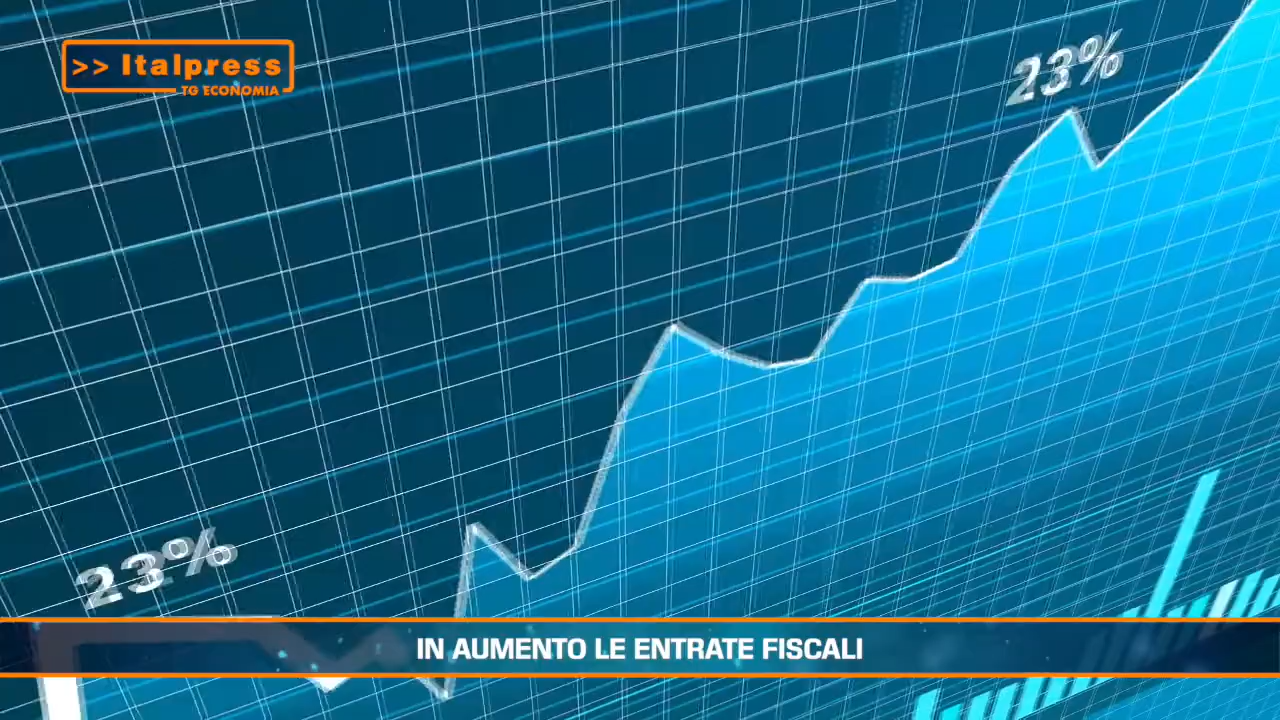 >> Italpress
TG ECONOMIA
23%
23%
IN AUMENTO LE ENTRATE FISCALI